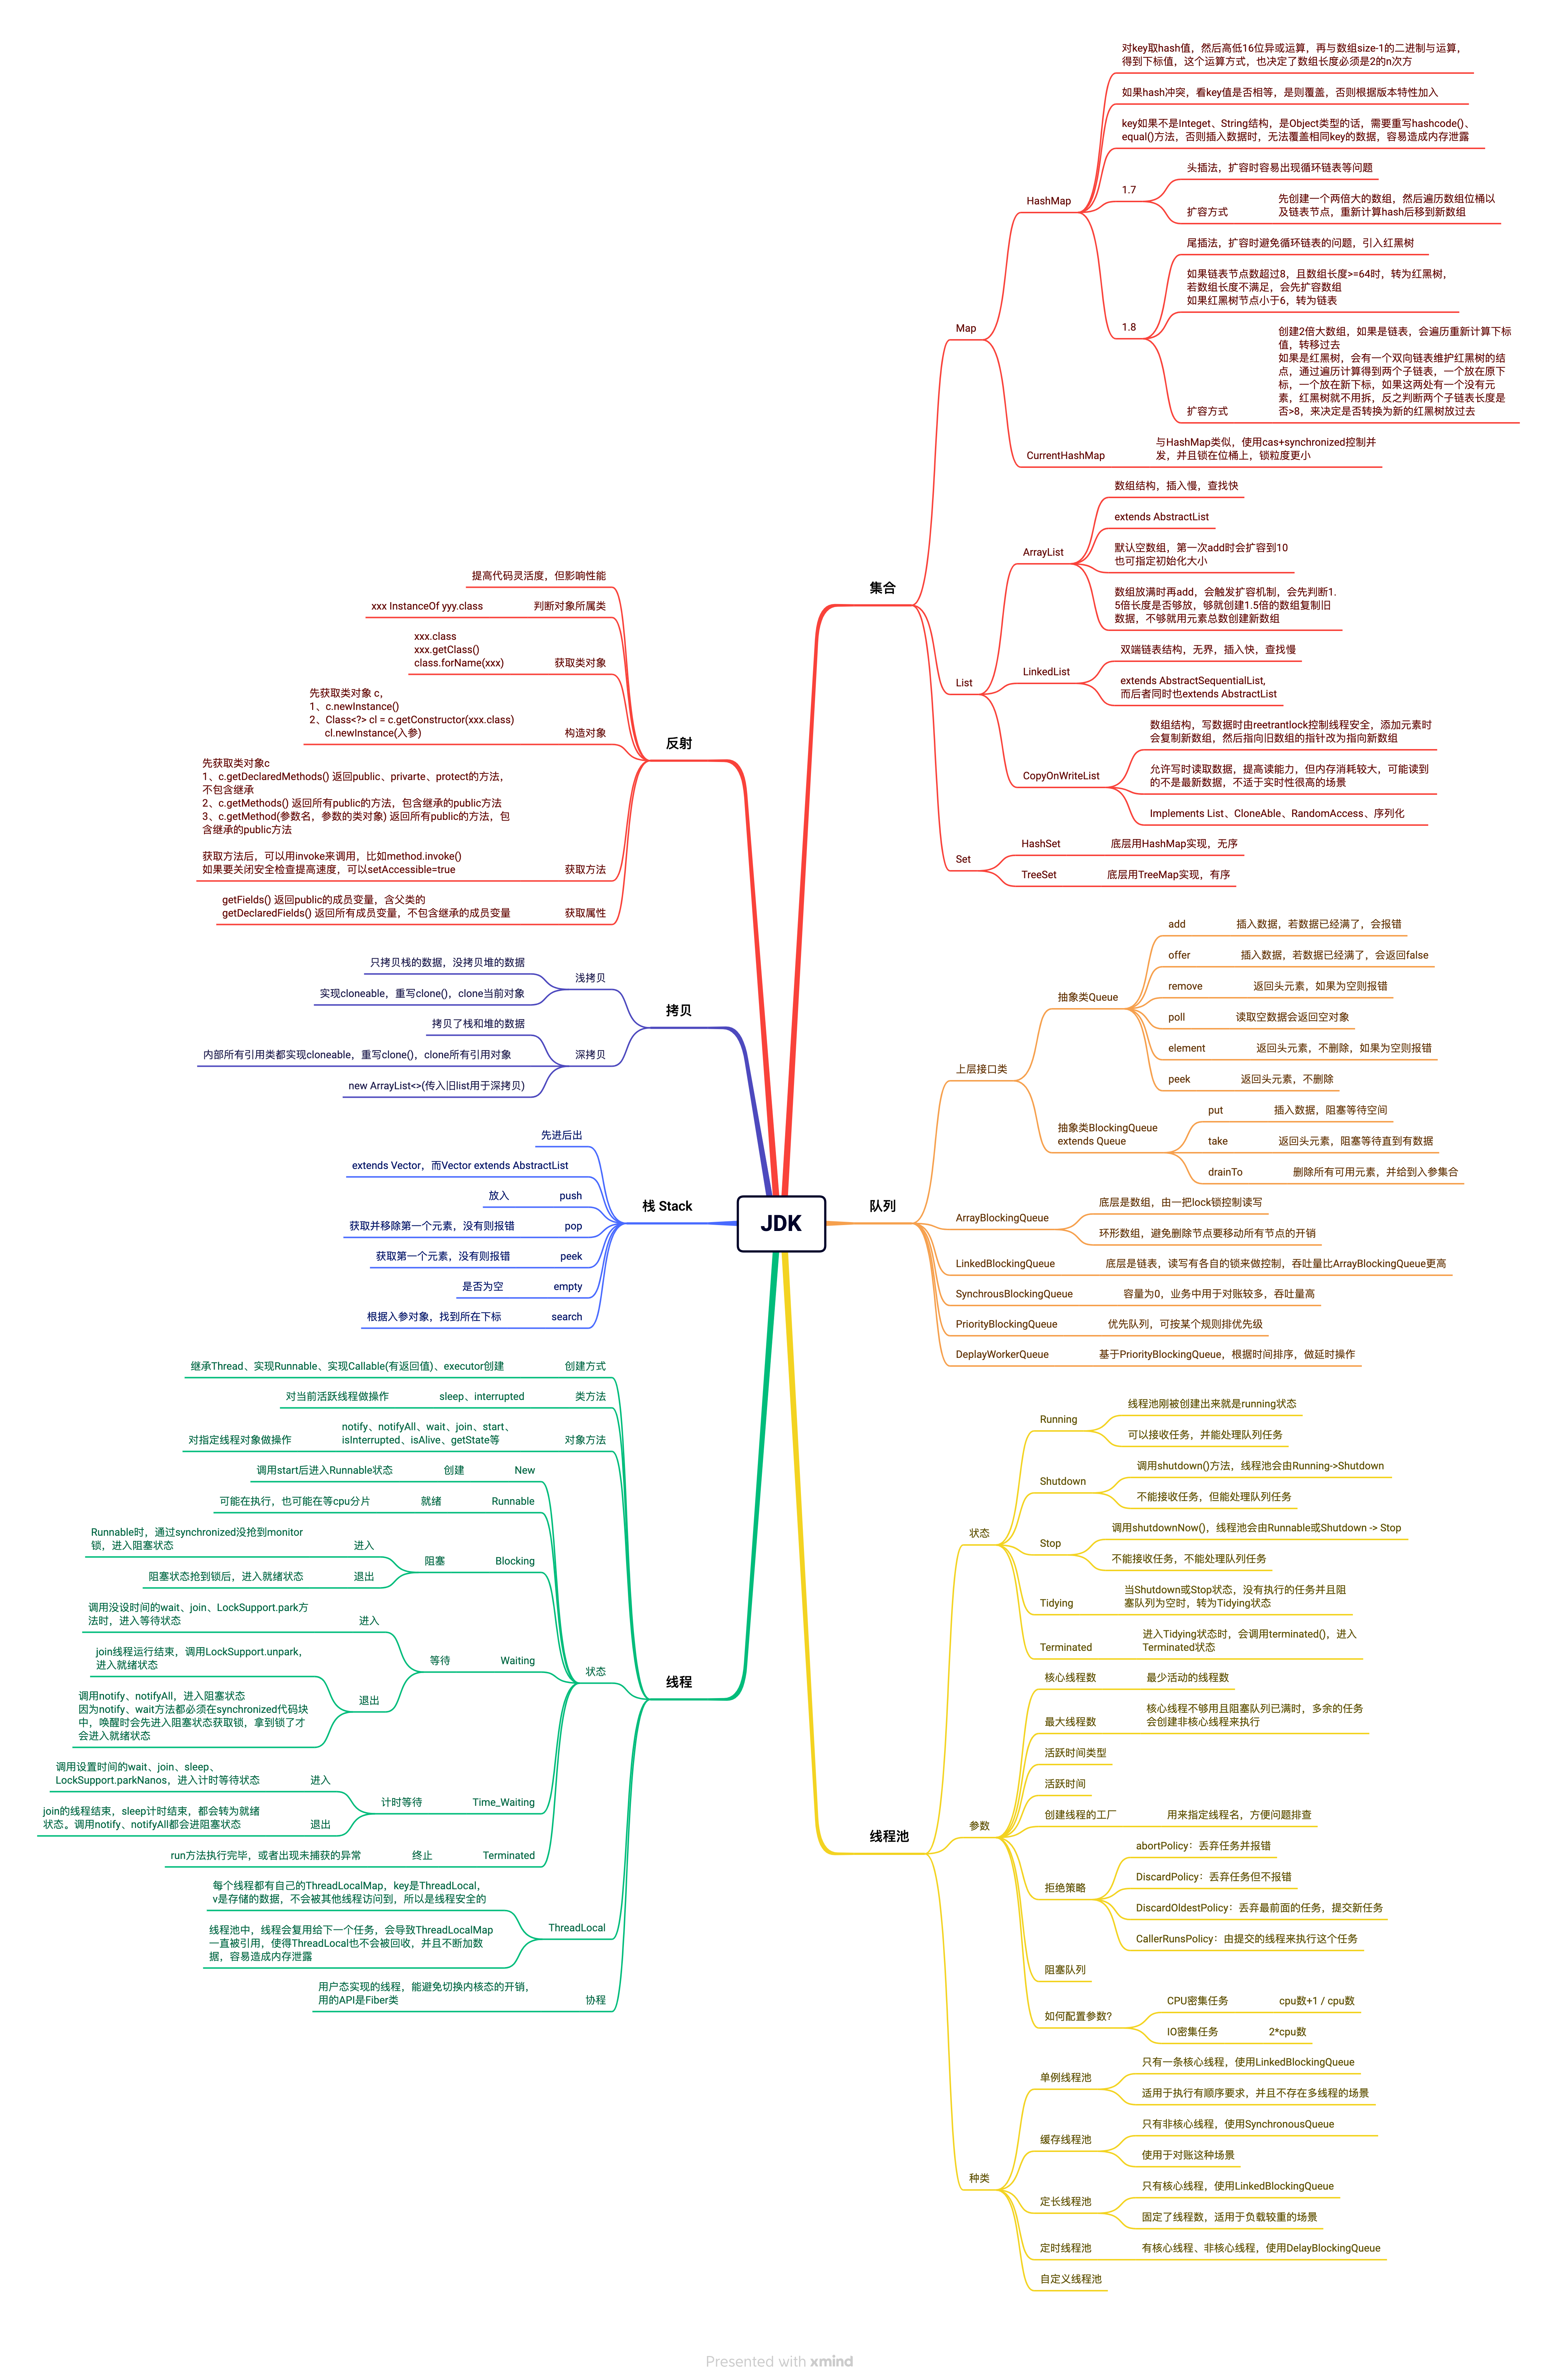 JDK
集合
Map
HashMap
对key取hash值，然后高低16位异或运算，再与数组size-1的二进制与运算，
得到下标值，这个运算方式，也决定了数组长度必须是2的n次方
如果hash冲突，看key值是否相等，是则覆盖，否则根据版本特性加入
key如果不是Integet、String结构，是Object类型的话，需要重写hashcode()、
equal()方法，否则插入数据时，无法覆盖相同key的数据，容易造成内存泄露
1.7
头插法，扩容时容易出现循环链表等问题
扩容方式
先创建一个两倍大的数组，然后遍历数组位桶以
及链表节点，重新计算hash后移到新数组
1.8
尾插法，扩容时避免循环链表的问题，引入红黑树
如果链表节点数超过8，且数组长度>=64时，转为红黑树，
若数组长度不满足，会先扩容数组
如果红黑树节点小于6，转为链表
扩容方式
创建2倍大数组，如果是链表，会遍历重新计算下标
值，转移过去
如果是红黑树，会有一个双向链表维护红黑树的结
点，通过遍历计算得到两个子链表，一个放在原下
标，一个放在新下标，如果这两处有一个没有元
素，红黑树就不用拆，反之判断两个子链表长度是
否>8，来决定是否转换为新的红黑树放过去
CurrentHashMap
与HashMap类似，使用cas+synchronized控制并
发，并且锁在位桶上，锁粒度更小
List
ArrayList
数组结构，插入慢，查找快
extends AbstractList
默认空数组，第一次add时会扩容到10
也可指定初始化大小
数组放满时再add，会触发扩容机制，会先判断1.
5倍长度是否够放，够就创建1.5倍的数组复制旧
数据，不够就用元素总数创建新数组
LinkedList
双端链表结构，无界，插入快，查找慢
extends AbstractSequentialList,
而后者同时也extends AbstractList
CopyOnWriteList
数组结构，写数据时由reetrantlock控制线程安全，添加元素时
会复制新数组，然后指向旧数组的指针改为指向新数组
允许写时读取数据，提高读能力，但内存消耗较大，可能读到
的不是最新数据，不适于实时性很高的场景
Implements List、CloneAble、RandomAccess、序列化
Set
HashSet
底层用HashMap实现，无序
TreeSet
底层用TreeMap实现，有序
队列
上层接口类
抽象类Queue
add
插入数据，若数据已经满了，会报错
offer
插入数据，若数据已经满了，会返回false
remove
返回头元素，如果为空则报错
poll
读取空数据会返回空对象
element
返回头元素，不删除，如果为空则报错
peek
返回头元素，不删除
抽象类BlockingQueue
extends Queue
put
插入数据，阻塞等待空间
take
返回头元素，阻塞等待直到有数据
drainTo
删除所有可用元素，并给到入参集合
ArrayBlockingQueue
底层是数组，由一把lock锁控制读写
环形数组，避免删除节点要移动所有节点的开销
LinkedBlockingQueue
底层是链表，读写有各自的锁来做控制，吞吐量比ArrayBlockingQueue更高
SynchrousBlockingQueue
容量为0，业务中用于对账较多，吞吐量高
PriorityBlockingQueue
优先队列，可按某个规则排优先级
DeplayWorkerQueue
基于PriorityBlockingQueue，根据时间排序，做延时操作
线程池
状态
Running
线程池刚被创建出来就是running状态
可以接收任务，并能处理队列任务
Shutdown
调用shutdown()方法，线程池会由Running->Shutdown
不能接收任务，但能处理队列任务
Stop
调用shutdownNow()，线程池会由Runnable或Shutdown -> Stop
不能接收任务，不能处理队列任务
Tidying
当Shutdown或Stop状态，没有执行的任务并且阻
塞队列为空时，转为Tidying状态
Terminated
进入Tidying状态时，会调用terminated()，进入
Terminated状态
参数
核心线程数
最少活动的线程数
最大线程数
核心线程不够用且阻塞队列已满时，多余的任务
会创建非核心线程来执行
活跃时间类型
活跃时间
创建线程的工厂
用来指定线程名，方便问题排查
拒绝策略
abortPolicy：丢弃任务并报错
DiscardPolicy：丢弃任务但不报错
DiscardOldestPolicy：丢弃最前面的任务，提交新任务
CallerRunsPolicy：由提交的线程来执行这个任务
阻塞队列
如何配置参数?
CPU密集任务
cpu数+1 / cpu数
IO密集任务
2*cpu数
种类
单例线程池
只有一条核心线程，使用LinkedBlockingQueue
适用于执行有顺序要求，并且不存在多线程的场景
缓存线程池
只有非核心线程，使用SynchronousQueue
使用于对账这种场景
定长线程池
只有核心线程，使用LinkedBlockingQueue
固定了线程数，适用于负载较重的场景
定时线程池
有核心线程、非核心线程，使用DelayBlockingQueue
自定义线程池
反射
提高代码灵活度，但影响性能
判断对象所属类
xxx InstanceOf yyy.class
获取类对象
xxx.class
xxx.getClass()
class.forName(xxx)
构造对象
先获取类对象 c，
1、c.newInstance()
2、Class<?> cl = c.getConstructor(xxx.class)
cl.newInstance(入参)
获取方法
先获取类对象c
1、c.getDeclaredMethods() 返回public、privarte、protect的方法，
不包含继承
2、c.getMethods() 返回所有public的方法，包含继承的public方法
3、c.getMethod(参数名，参数的类对象) 返回所有public的方法，包
含继承的public方法
获取方法后，可以用invoke来调用，比如method.invoke()
如果要关闭安全检查提高速度，可以setAccessible=true
获取属性
getFields() 返回public的成员变量，含父类的
getDeclaredFields() 返回所有成员变量，不包含继承的成员变量
拷贝
浅拷贝
只拷贝栈的数据，没拷贝堆的数据
实现cloneable，重写clone()，clone当前对象
深拷贝
拷贝了栈和堆的数据
内部所有引用类都实现cloneable，重写clone()，clone所有引用对象
new ArrayList<>(传入旧list用于深拷贝)
栈 Stack
先进后出
extends Vector，而Vector extends AbstractList
push
放入
pop
获取并移除第一个元素，没有则报错
peek
获取第一个元素，没有则报错
empty
是否为空
search
根据入参对象，找到所在下标
线程
创建方式
继承Thread、实现Runnable、实现Callable(有返回值)、executor创建
类方法
sleep、interrupted
对当前活跃线程做操作
对象方法
notify、notifyAll、wait、join、start、
isInterrupted、isAlive、getState等
对指定线程对象做操作
状态
New
创建
调用start后进入Runnable状态
Runnable
就绪
可能在执行，也可能在等cpu分片
Blocking
阻塞
进入
Runnable时，通过synchronized没抢到monitor
锁，进入阻塞状态
退出
阻塞状态抢到锁后，进入就绪状态
Waiting
等待
进入
调用没设时间的wait、join、LockSupport.park方
法时，进入等待状态
退出
join线程运行结束，调用LockSupport.unpark，
进入就绪状态
调用notify、notifyAll，进入阻塞状态
因为notify、wait方法都必须在synchronized代码块
中，唤醒时会先进入阻塞状态获取锁，拿到锁了才
会进入就绪状态
Time_Waiting
计时等待
进入
调用设置时间的wait、join、sleep、
LockSupport.parkNanos，进入计时等待状态
退出
join的线程结束，sleep计时结束，都会转为就绪
状态。调用notify、notifyAll都会进阻塞状态
Terminated
终止
run方法执行完毕，或者出现未捕获的异常
ThreadLocal
每个线程都有自己的ThreadLocalMap，key是ThreadLocal，
v是存储的数据，不会被其他线程访问到，所以是线程安全的
线程池中，线程会复用给下一个任务，会导致ThreadLocalMap
一直被引用，使得ThreadLocal也不会被回收，并且不断加数
据，容易造成内存泄露
协程
用户态实现的线程，能避免切换内核态的开销，
用的API是Fiber类
Presented with xmind